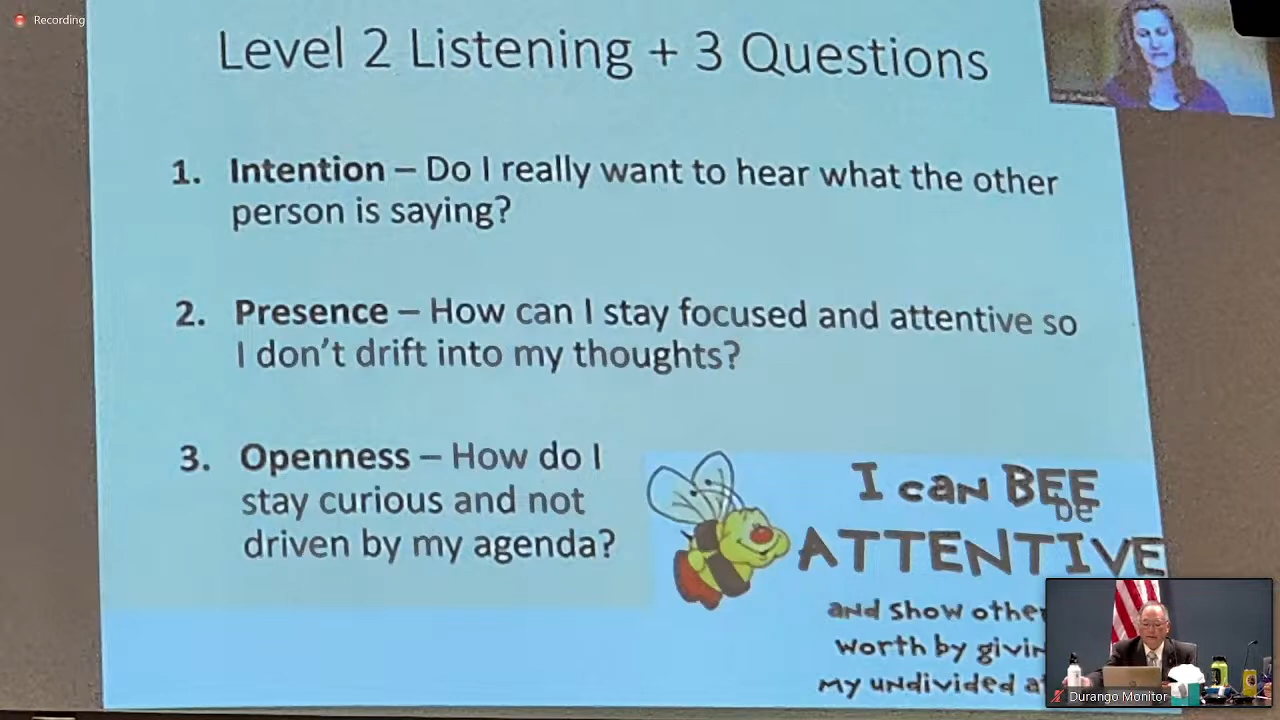 Recording
Level 2 Listening + 3 Questions
1. Intention – Do I really want to hear what the other
person is saying?
2. Presence – How can I stay focused and attentive so
I don't drift into my thoughts?
3. Openness – How do I
stay curious and not
driven by my agenda?
I can BEE
be
ATTENTIVE
and show other
worth by givin
my undivided a
Durango Monitor